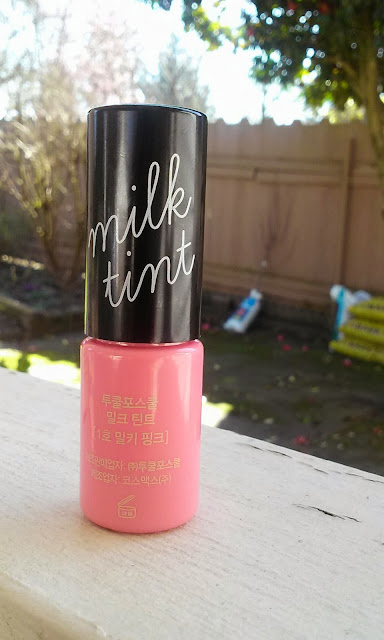 milk
tint
투쿨포스쿨
밀크 틴트
[1호 밀키 핑크]
㈜투쿨포스쿨
코스맥스(주)